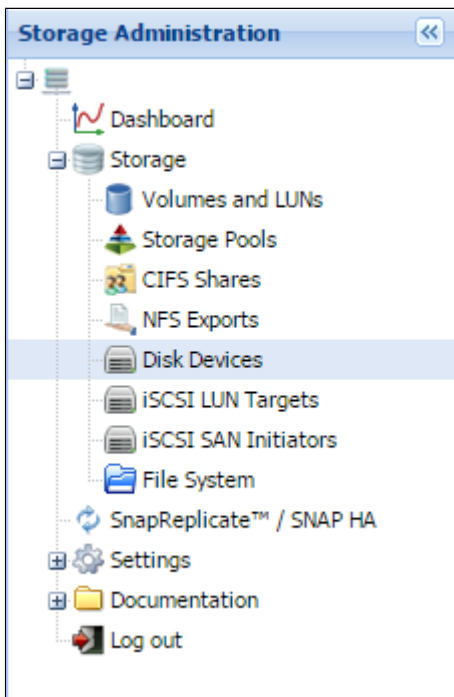 Storage Administration
Dashboard
Storage
Volumes and LUNs
Storage Pools
CIFS Shares
NFS Exports
Disk Devices
iSCSI LUN Targets
iSCSI SAN Initiators
File System
SnapReplicate™ / SNAP HA
Settings
Documentation
Log out